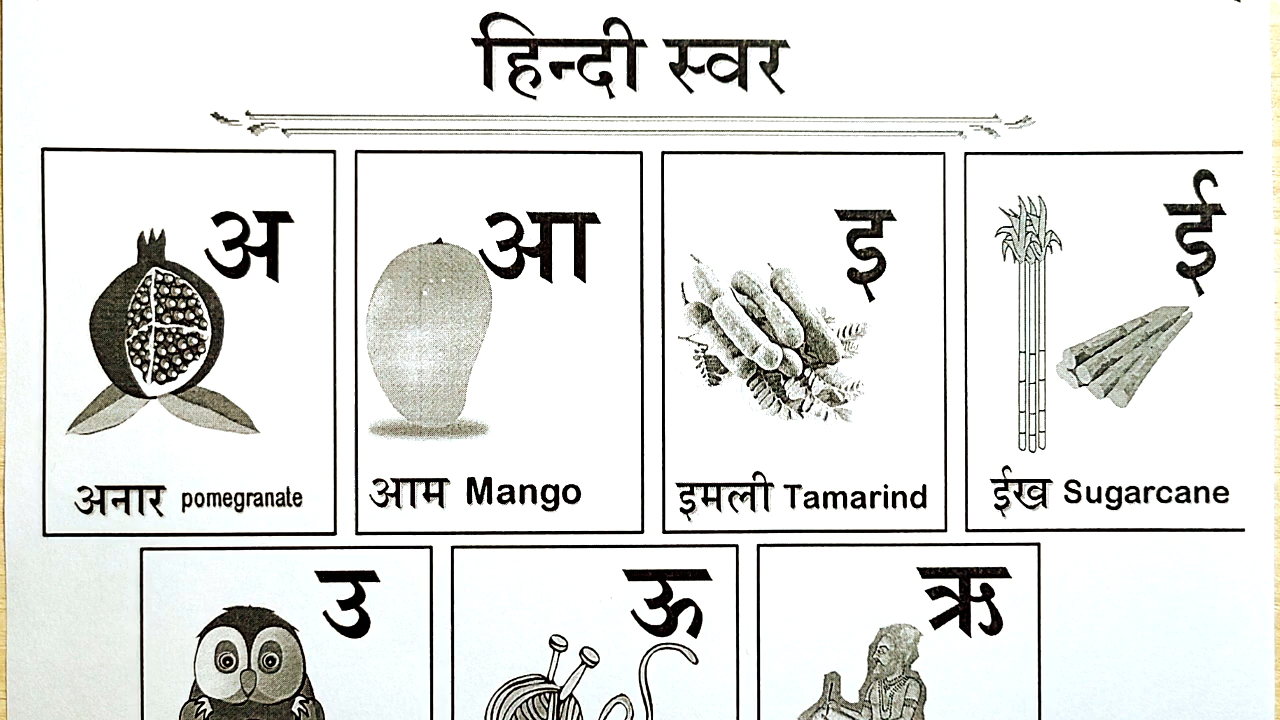 हिन्दी स्वर
अ
अनार pomegranate
आ
आम Mango
इ
इमली Tamarind
ई
ईख Sugarcane
उ
ऊ
ऋ